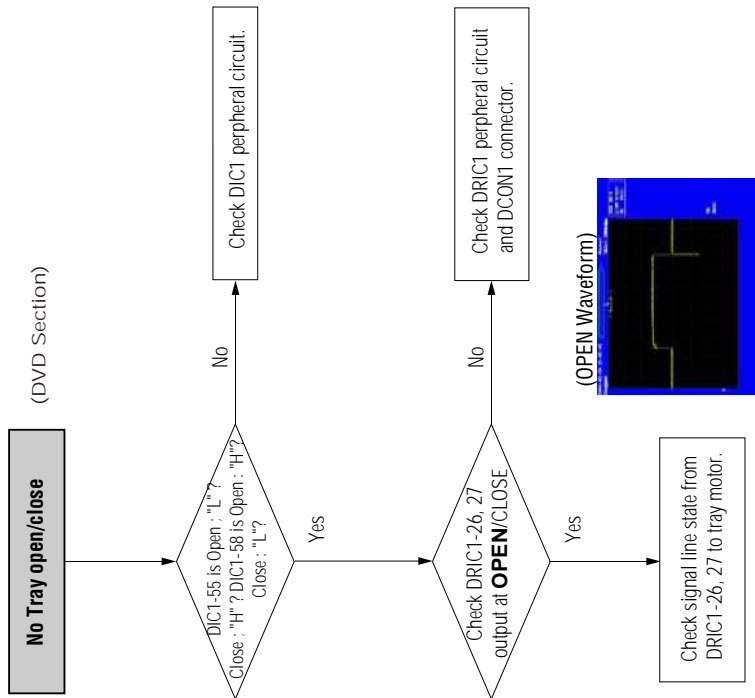 (DVD Section)
No Tray open/close
DIC1-55 is Open ; "L" ?
Close ; "H" ? DIC1-58 is Open ; "H"?
Close : "L"?
No
Check DIC1 perpheral circuit.
Yes
Check DRIC1-26, 27
output at OPEN/CLOSE
No
Check DRIC1 peripheral circuit
and DCON1 connector.
Yes
Check signal line state from
DRIC1-26, 27 to tray motor.
(OPEN Waveform)